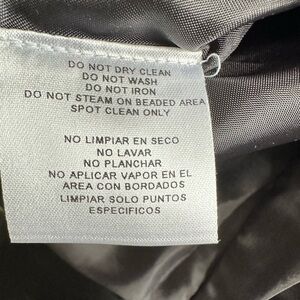 DO NOT DRY CLEAN
DO NOT WASH
DO NOT IRON
DO NOT STEAM ON BEADED AREA
SPOT CLEAN ONLY
NO LIMPIAR EN SECO
NO LAVAR
NO PLANCHAR
NO APLICAR VAPOR EN EL
AREA CON BORDADOS
LIMPIAR SOLO PUNTOS
ESPECIFICOS